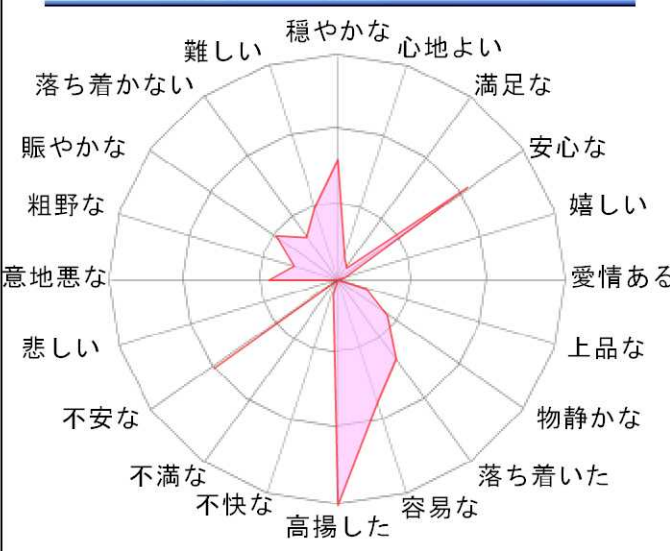 穏やかな
心地よい
満足な
安心な
嬉しい
愛情ある
上品な
物静かな
落ち着いた
容易な
高揚した
不快な
不満な
不安な
悲しい
意地悪な
粗野な
賑やかな
落ち着かない
難しい